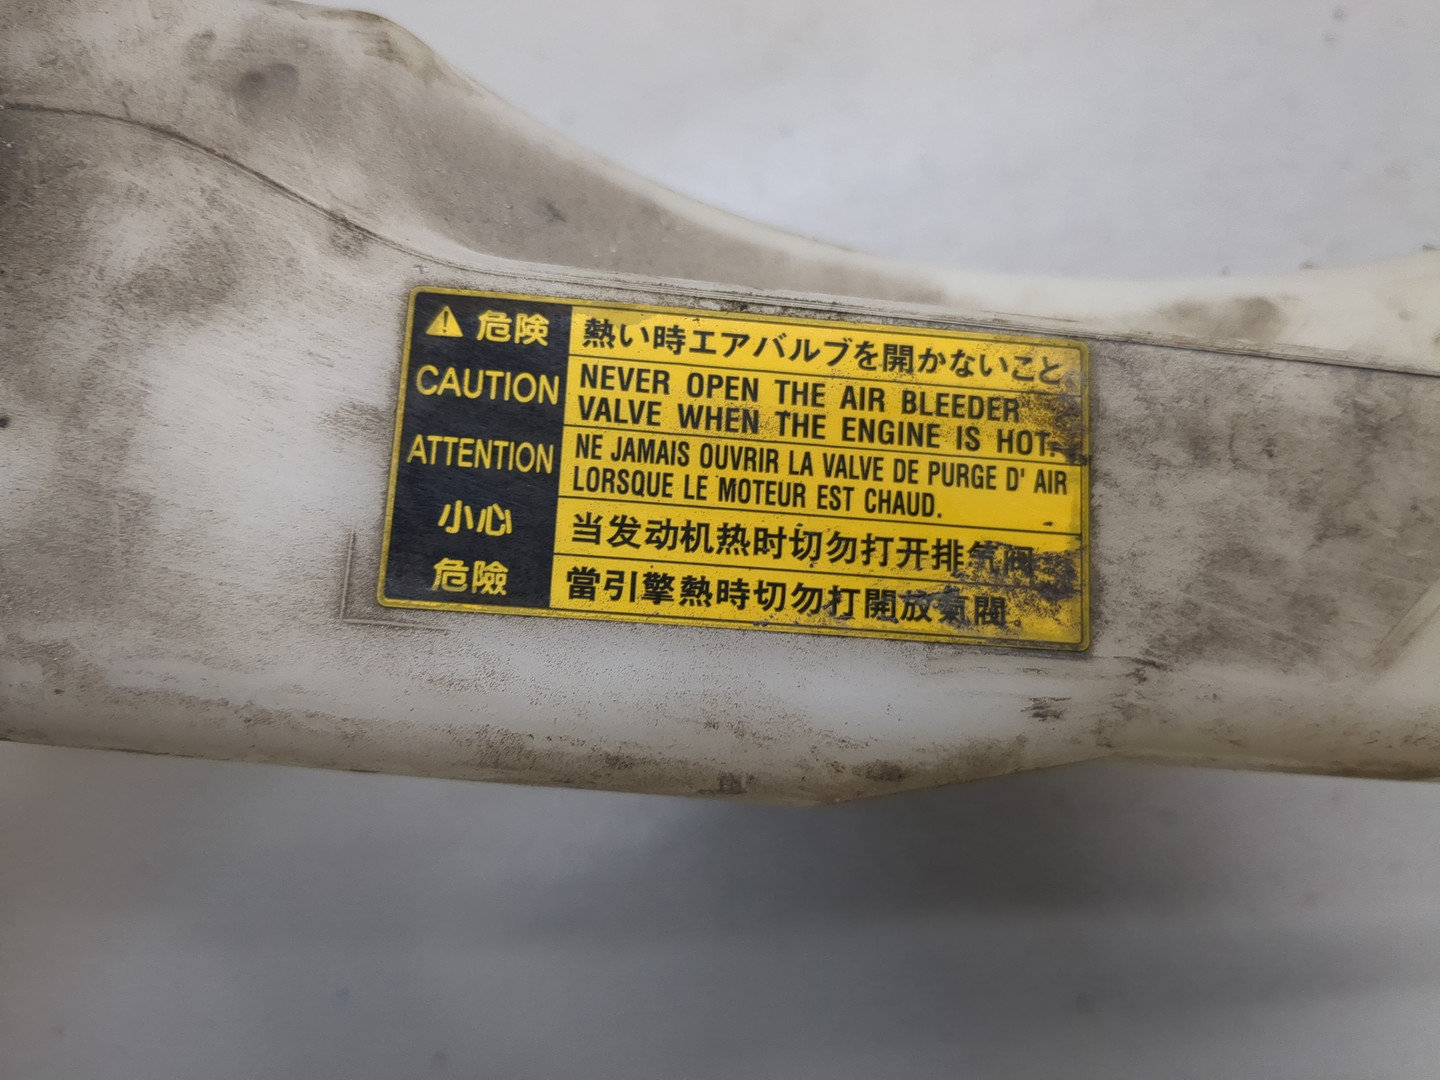 ⚠ 危険
熱い時エアバルブを開かないこと。
CAUTION
NEVER OPEN THE AIR BLEEDER
VALVE WHEN THE ENGINE IS HOT.
ATTENTION
NE JAMAIS OUVRIR LA VALVE DE PURGE D' AIR
LORSQUE LE MOTEUR EST CHAUD.
小心
当发动机热时切勿打开排气阀。
危險
當引擎熱時切勿打開放氣閥。